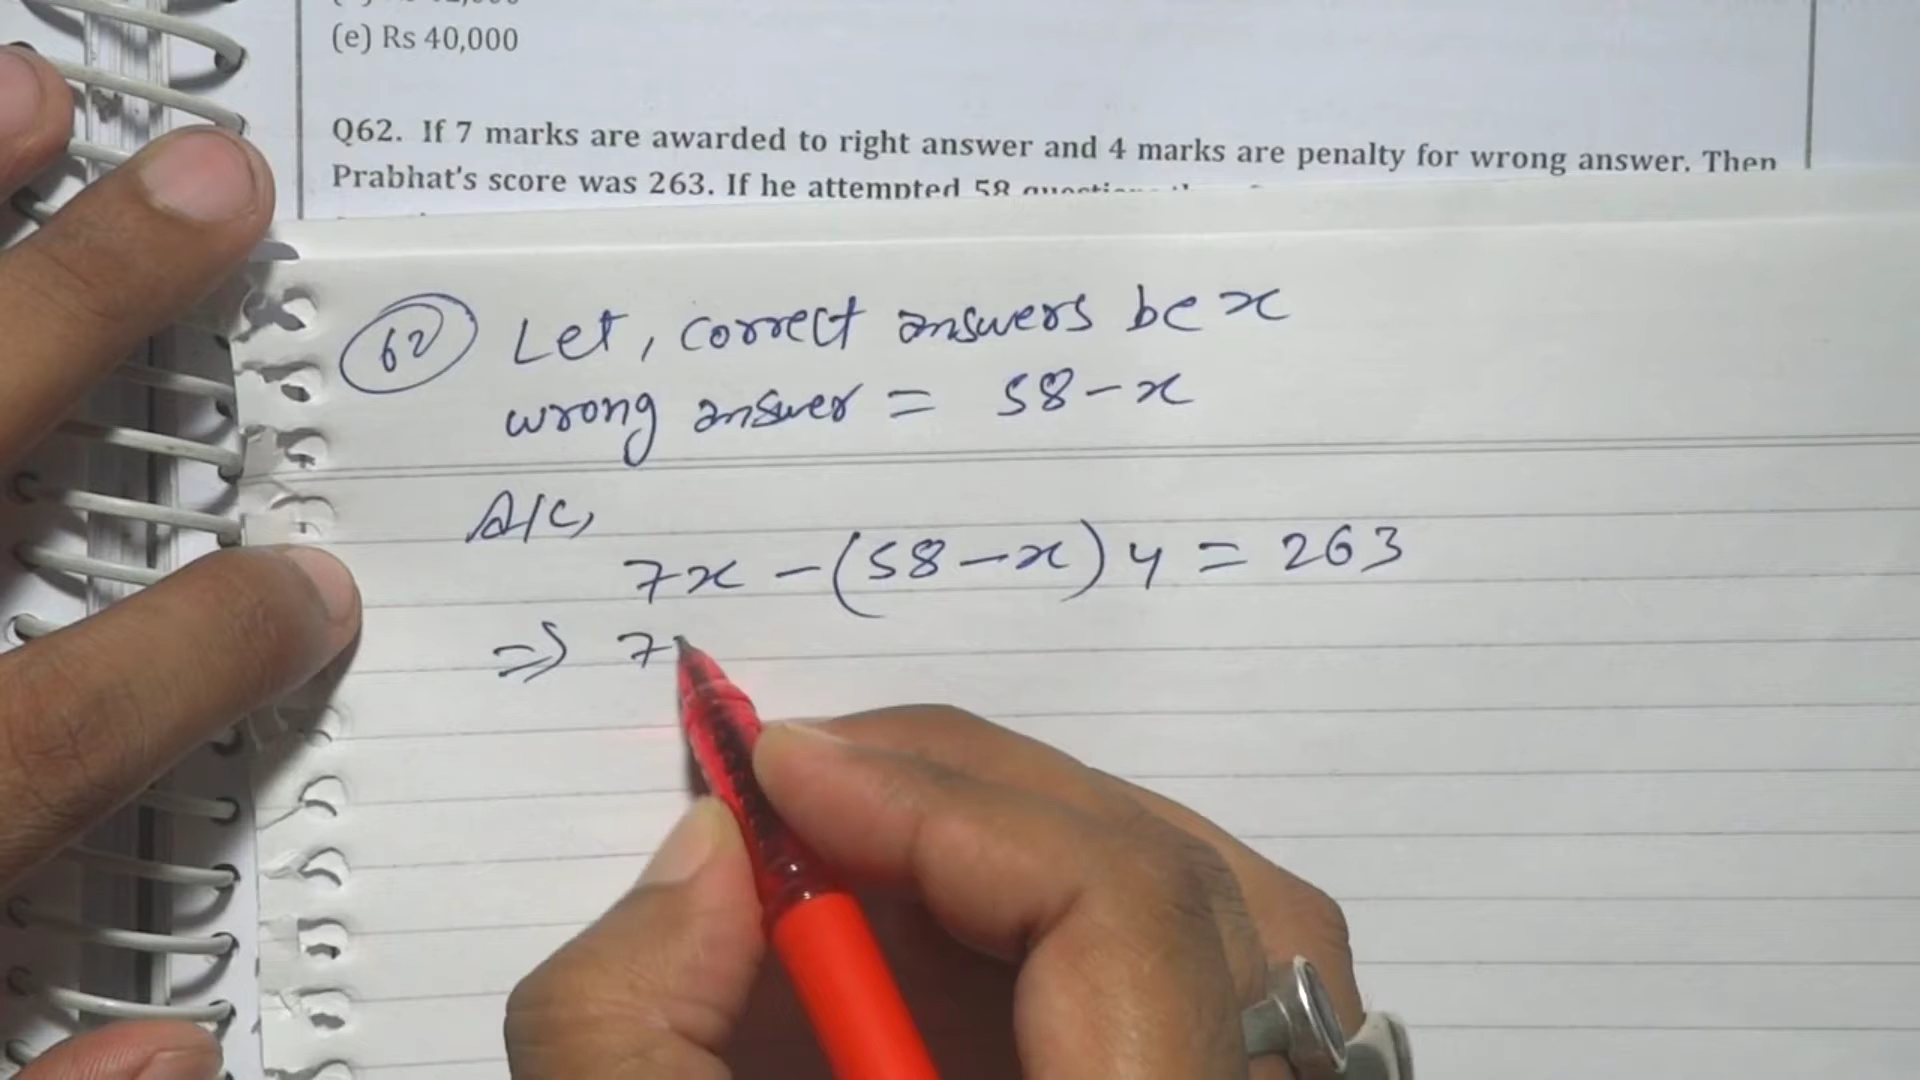 (e) Rs 40,000
Q62. If 7 marks are awarded to right answer and 4 marks are penalty for wrong answer. Then
Prabhat's score was 263. If he attempted 58
62 Let, correct answers be x
wrong answer = 58-x
A/C,
7x - (58-x) 4 = 263
⇒ 7